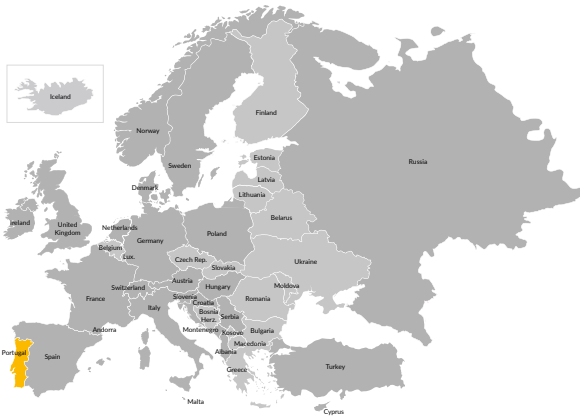 Iceland
Finland
Norway
Russia
Estonia
Sweden
Latvia
Denmark
Lithuania
Belarus
Ireland
United
Kingdom
Netherlands
Poland
Germany
Belgium
Lux.
Czech Rep.
Ukraine
Slovakia
Austria
Switzerland
Hungary
Moldova
France
Slovenia
Romania
Croatia
Italy
Bosnia
Herz.
Serbia
Andorra
Montenegro
Kosovo
Bulgaria
Macedonia
Portugal
Spain
Albania
Greece
Turkey
Malta
Cyprus